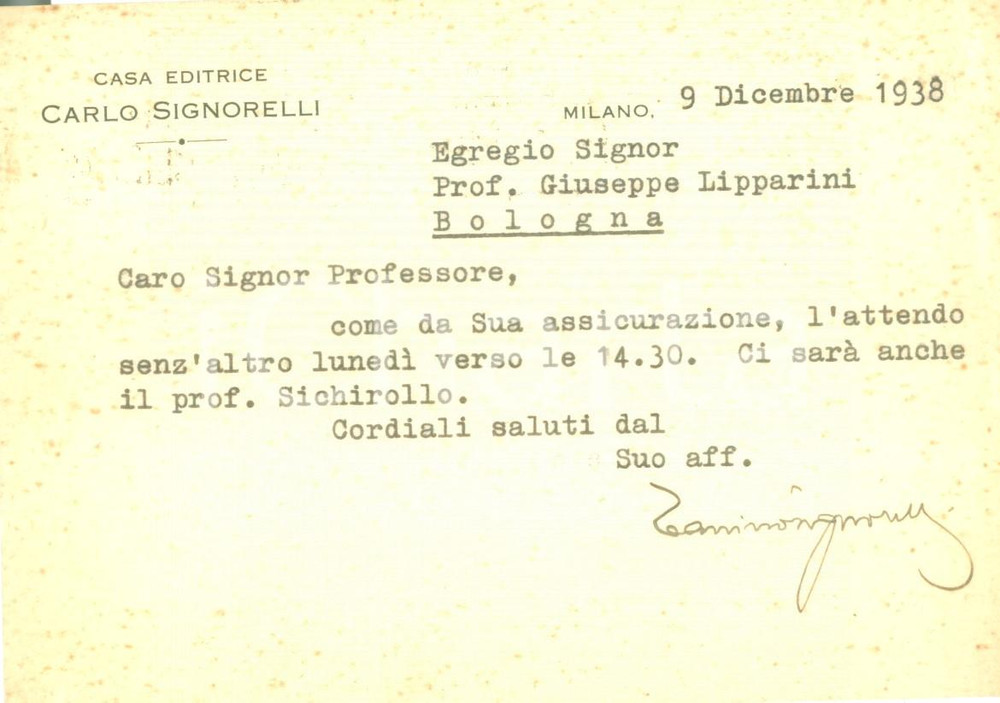 CASA EDITRICE
CARLO SIGNORELLI
MILANO, 9 Dicembre 1938
Egregio Signor
Prof. Giuseppe Lipparini
B o l o g n a
Caro Signor Professore,
come da Sua assicurazione, l'attendo
senz'altro lunedì verso le 14.30. Ci sarà anche
il prof. Sichirollo.
Cordiali saluti dal
Suo aff.